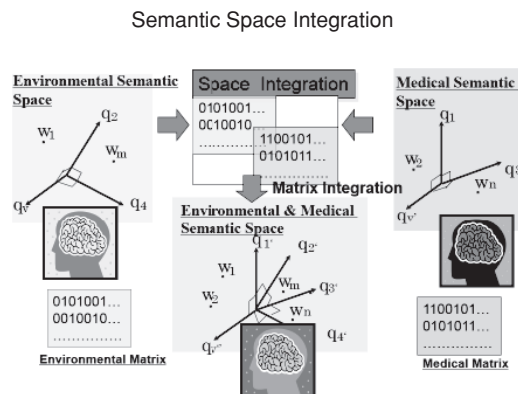 Semantic Space Integration
Environmental Semantic
Space
q2
w1
wm
qv
q4
0101001...
0010010...
...............
Environmental Matrix
Space Integration
0101001...
0010010...
...............
1100101...
0101011...
...............
Matrix Integration
Environmental & Medical
Semantic Space
q1'
q2'
w1
wm
q3'
w2
wn
q4'
qv''
Medical Semantic
Space
q1
w2
q3
wn
qv'
1100101...
0101011...
...............
Medical Matrix